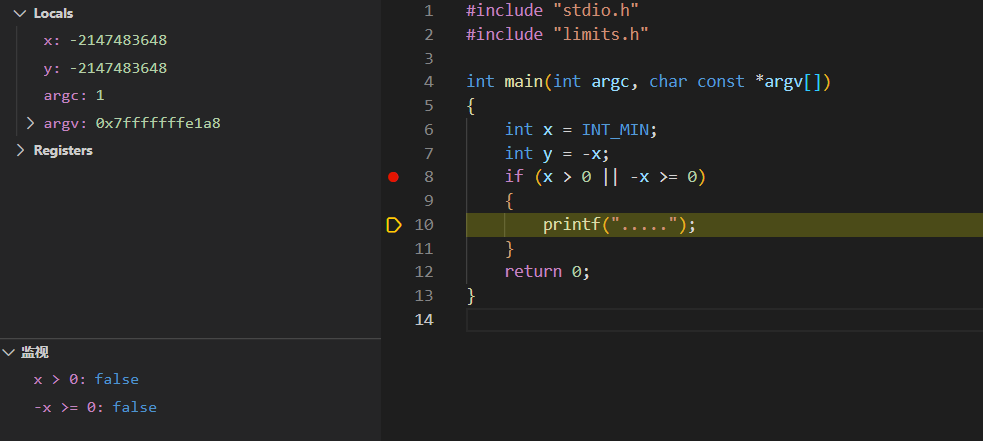 Locals
x: -2147483648
y: -2147483648
argc: 1
argv: 0x7fffffffe1a8
Registers
监视
x > 0: false
-x >= 0: false
1 #include "stdio.h"
2 #include "limits.h"
3
4 int main(int argc, char const *argv[])
5 {
6     int x = INT_MIN;
7     int y = -x;
8     if (x > 0 || -x >= 0)
9     {
10         printf(".....");
11     }
12     return 0;
13 }
14